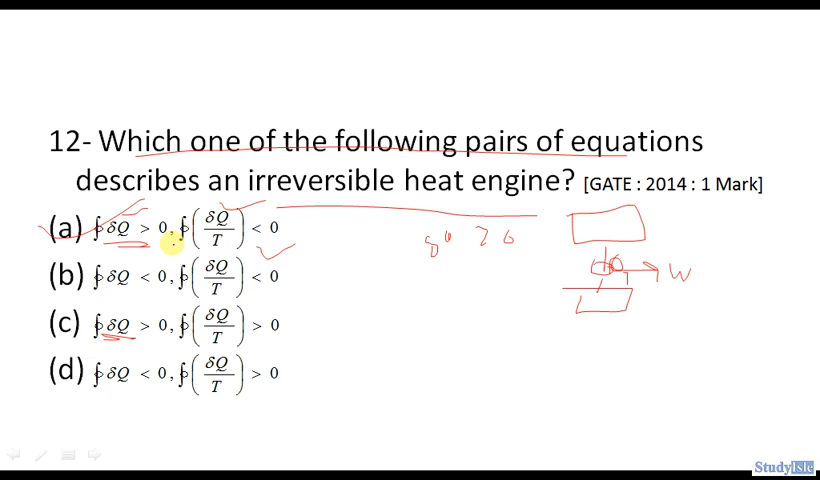 12- Which one of the following pairs of equations
describes an irreversible heat engine? [GATE : 2014 : 1 Mark]
(a) ∮δQ > 0, ∮(δQ/T) < 0
(b) ∮δQ < 0, ∮(δQ/T) < 0
(c) ∮δQ > 0, ∮(δQ/T) > 0
(d) ∮δQ < 0, ∮(δQ/T) > 0
W
StudyIsle